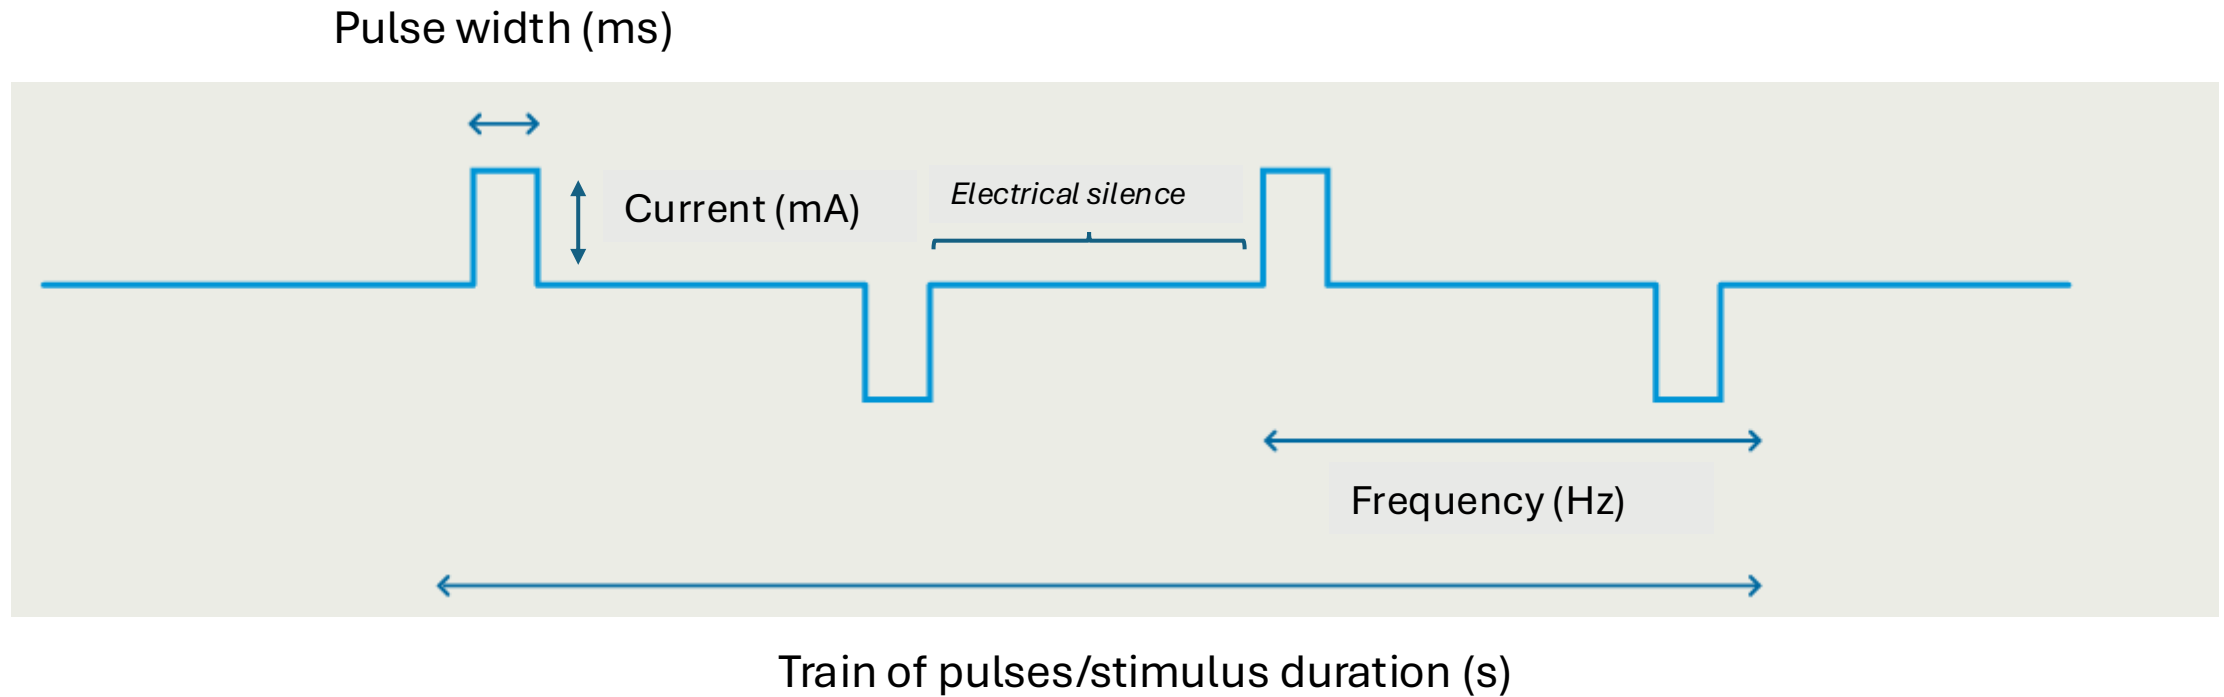 Pulse width (ms)
Current (mA)
Electrical silence
Frequency (Hz)
Train of pulses/stimulus duration (s)